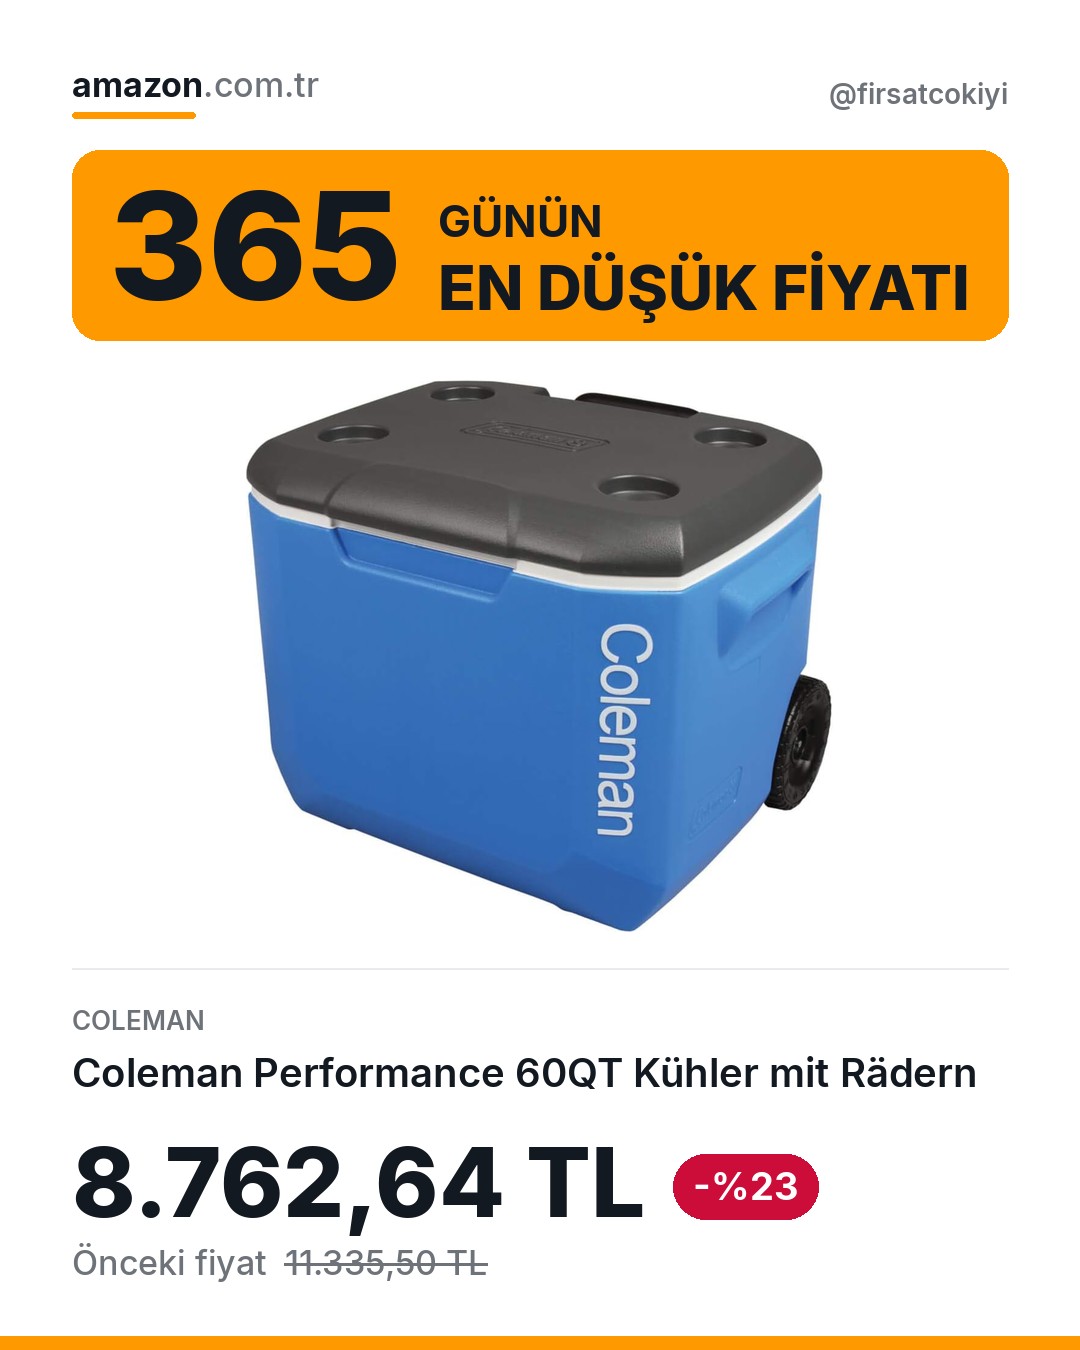 amazon.com.tr
@firsatcokiyi
365
GÜNÜN
EN DÜŞÜK FİYATI
Coleman
COLEMAN
Coleman Performance 60QT Kühler mit Rädern
8.762,64 TL
-%23
Önceki fiyat 11.335,50 TL